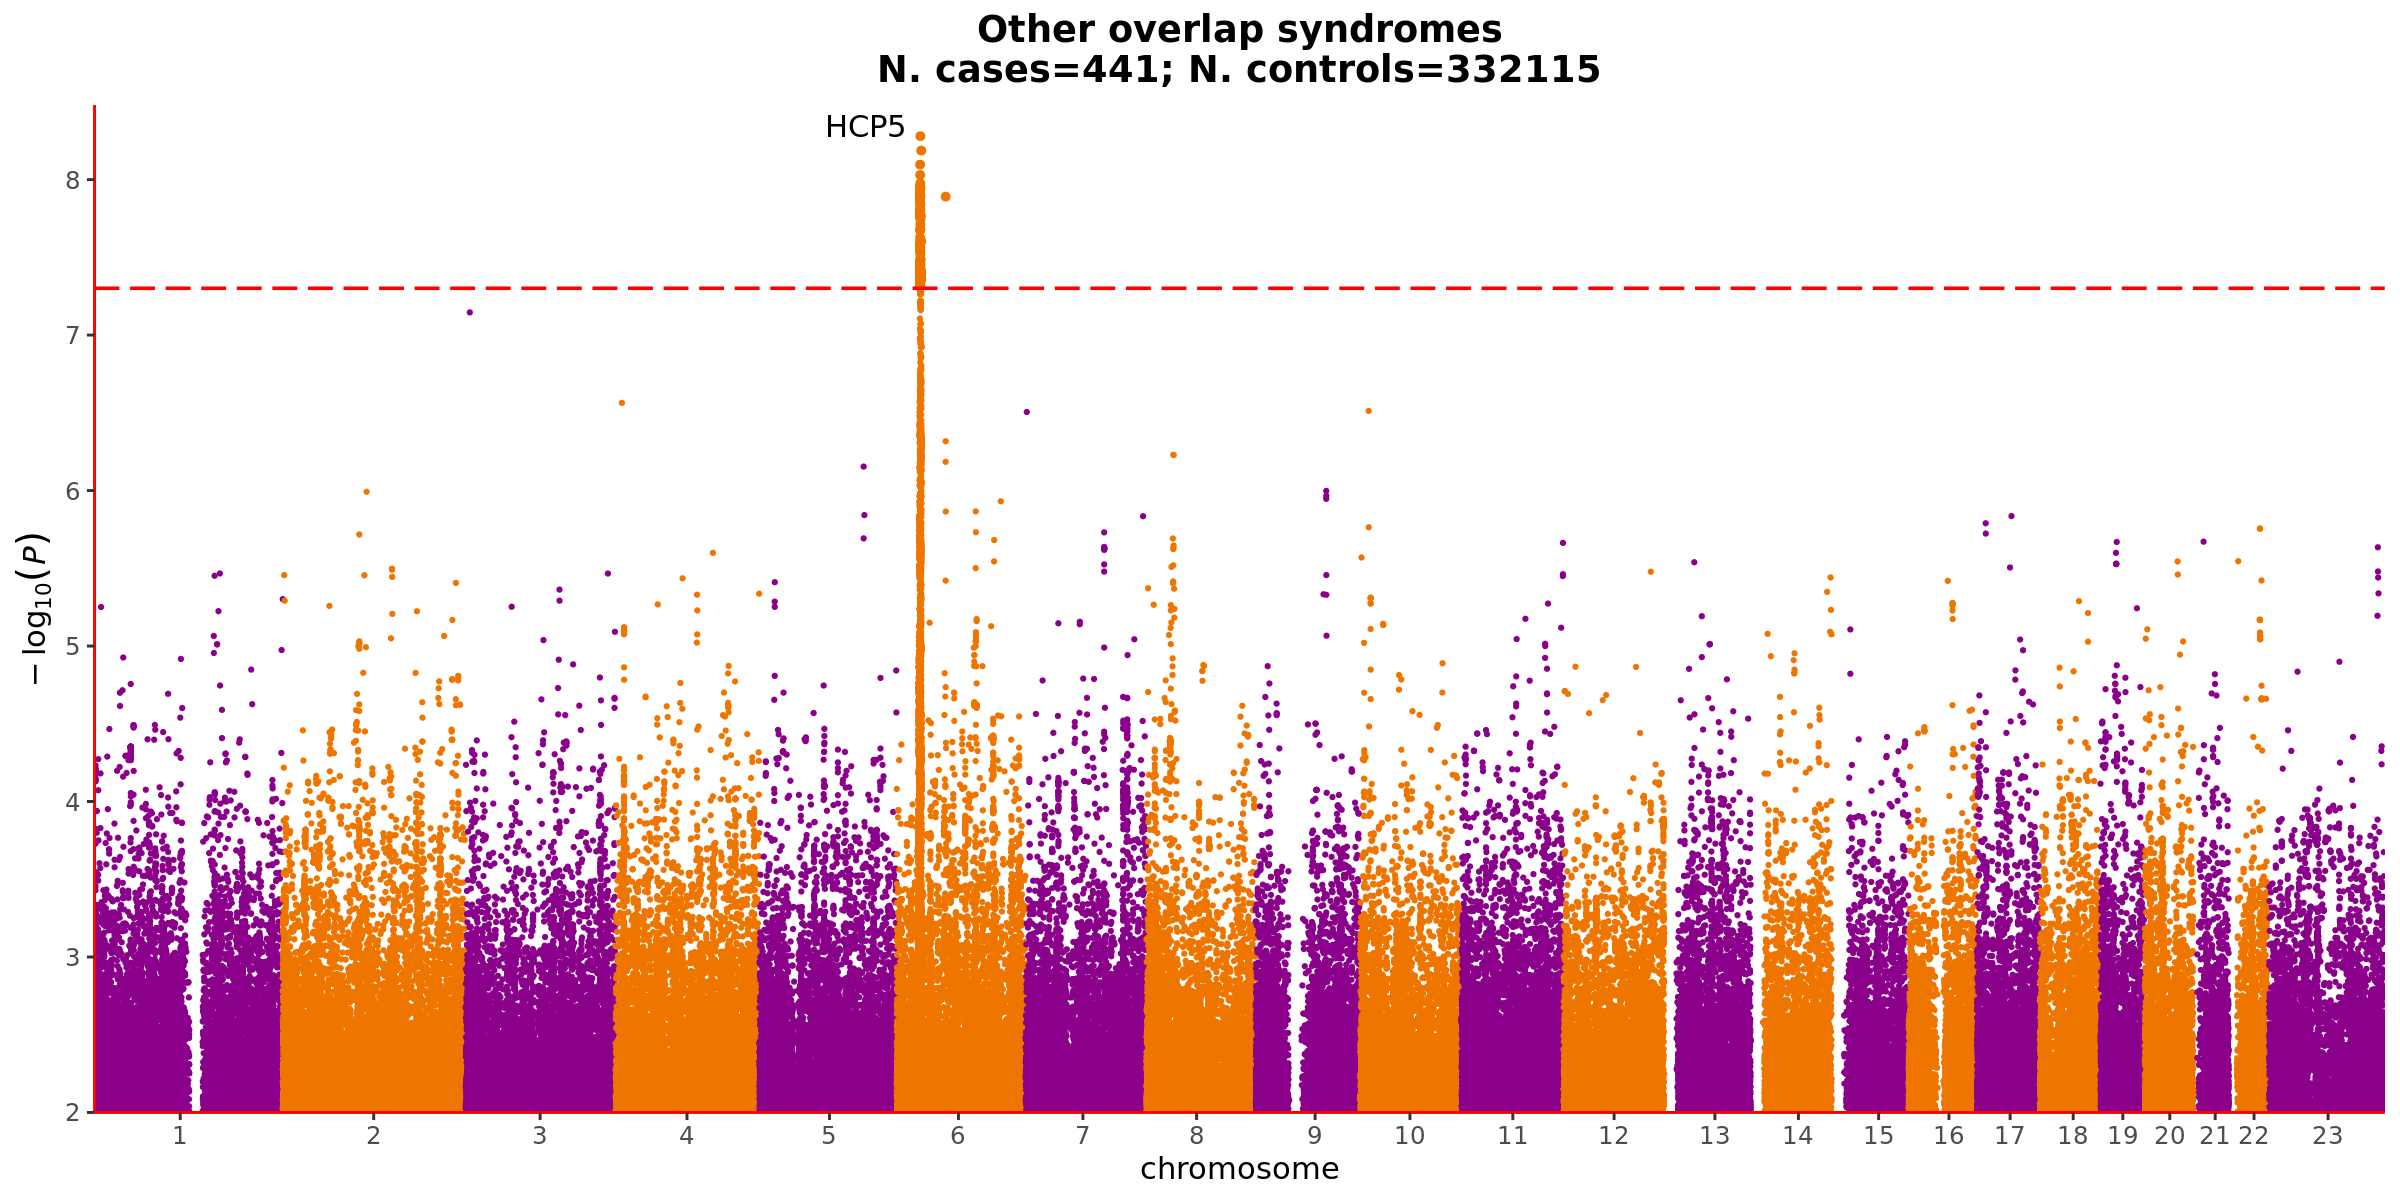 Other overlap syndromes
N. cases=441; N. controls=332115
HCP5
8
7
6
5
4
3
2
−log₁₀(P)
1 2 3 4 5 6 7 8 9 10 11 12 13 14 15 16 17 18 19 20 21 22 23
chromosome